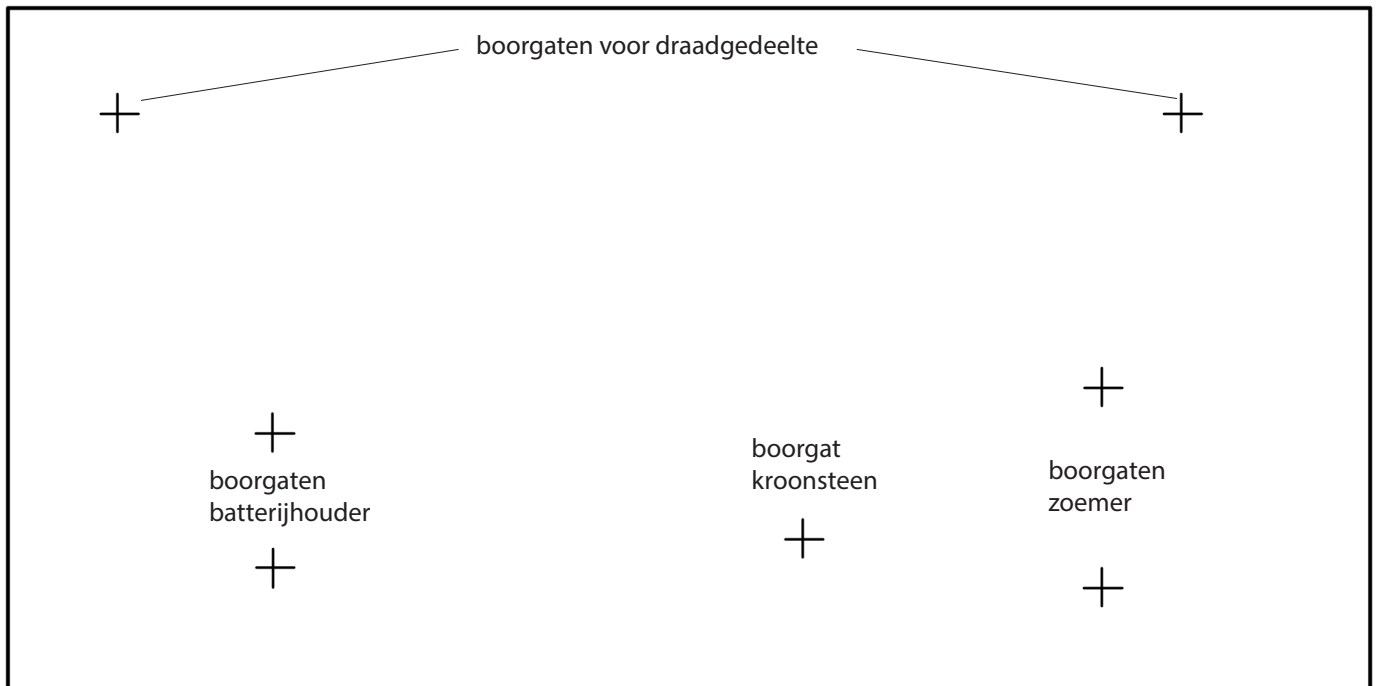 boorgaten voor draadgedeelte
boorgaten
batterijhouder
boorgat
kroonsteen
boorgaten
zoemer